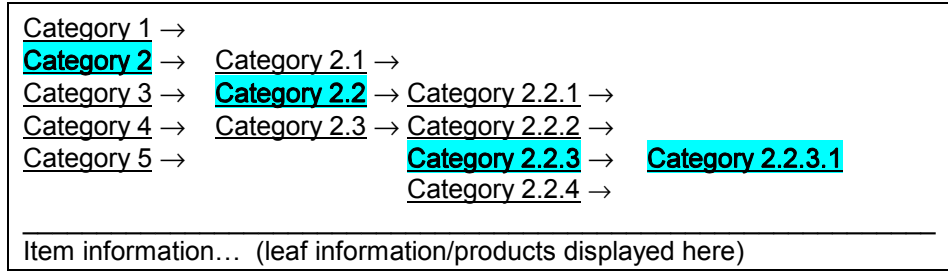 Category 1 →
Category 2 → Category 2.1 →
Category 3 → Category 2.2 → Category 2.2.1 →
Category 4 → Category 2.3 → Category 2.2.2 →
Category 5 → Category 2.2.3 → Category 2.2.3.1
Category 2.2.4 →
Item information… (leaf information/products displayed here)